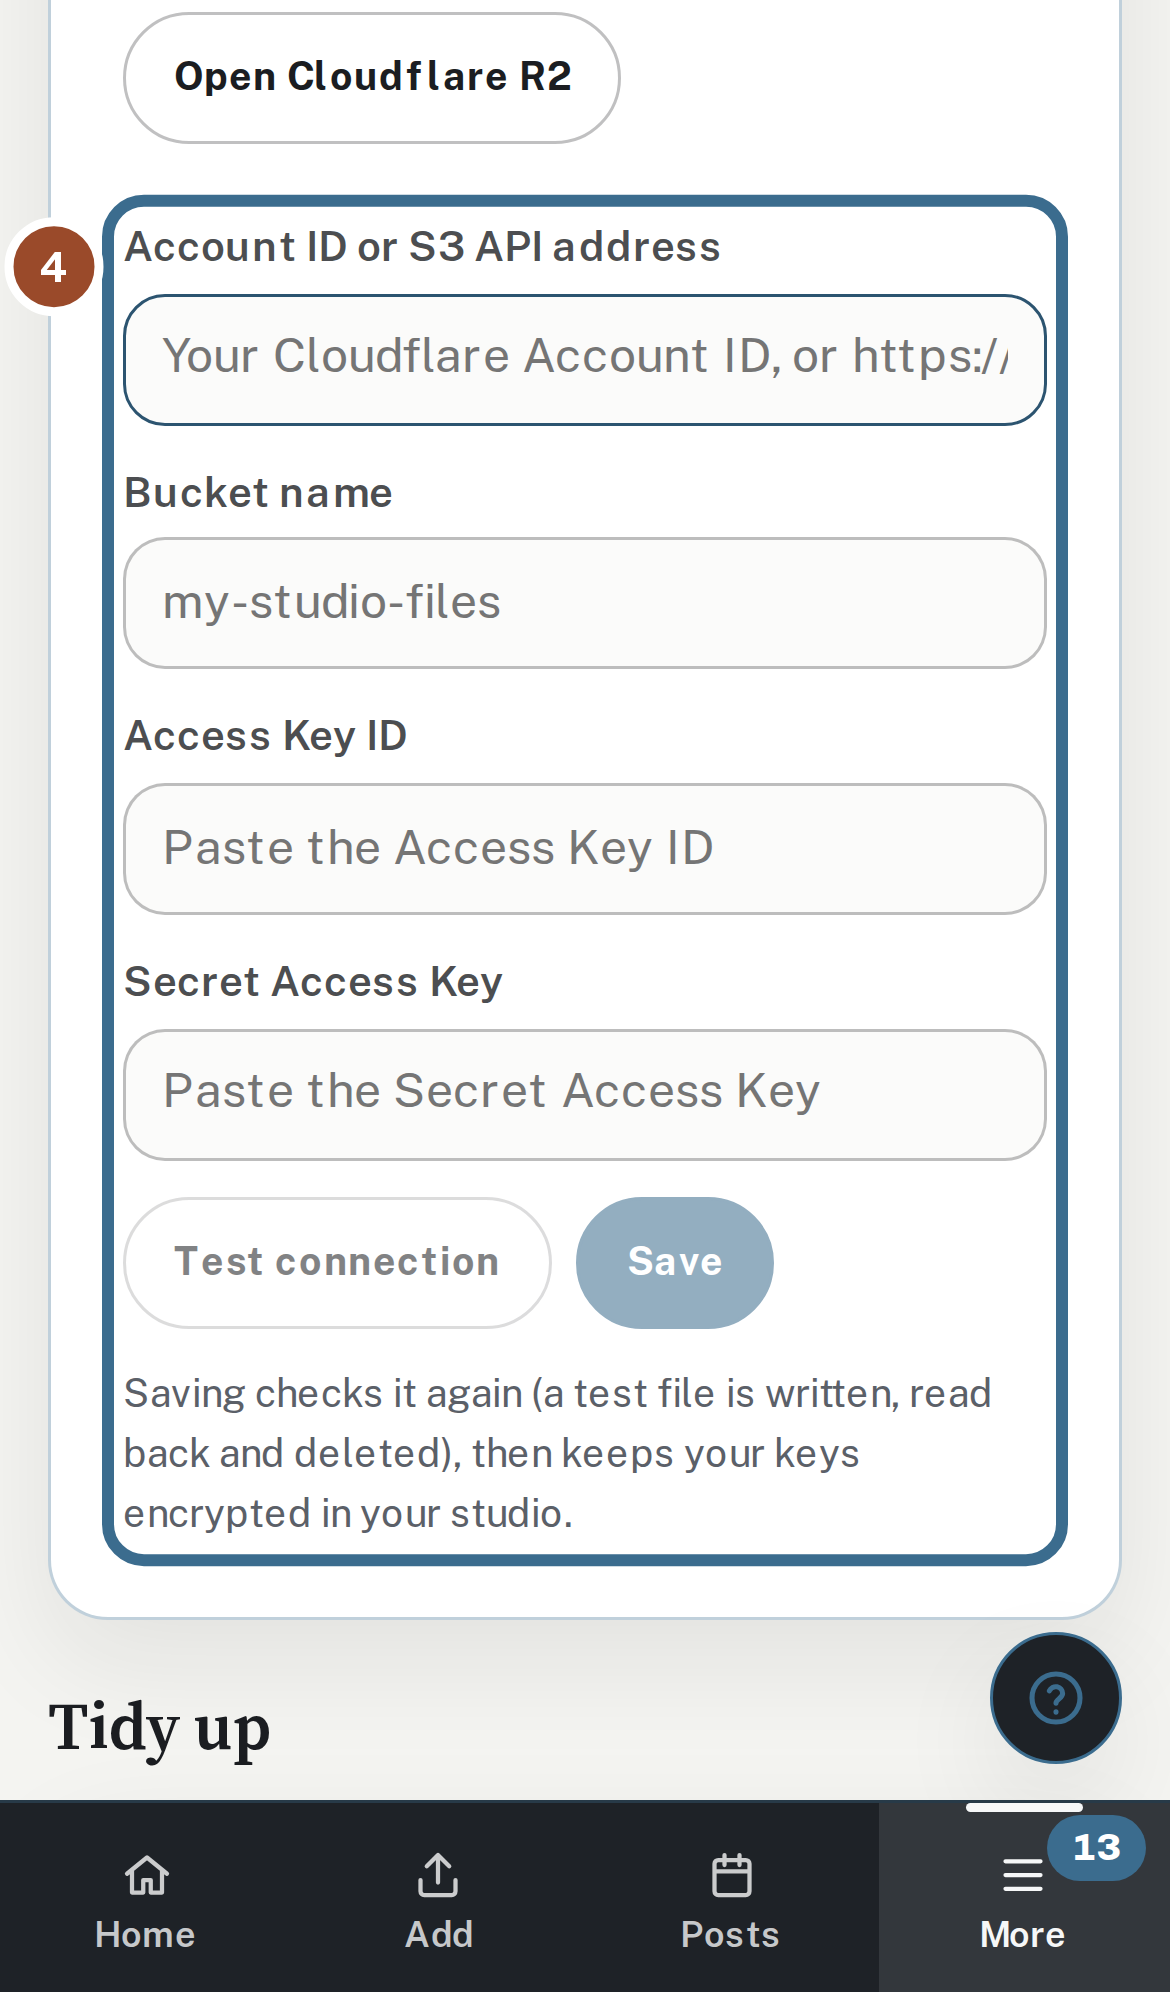 Open Cloudflare R2
4
Account ID or S3 API address
Your Cloudflare Account ID, or https://
Bucket name
my-studio-files
Access Key ID
Paste the Access Key ID
Secret Access Key
Paste the Secret Access Key
Test connection
Save
Saving checks it again (a test file is written, read
back and deleted), then keeps your keys
encrypted in your studio.
Tidy up
13
Home
Add
Posts
More